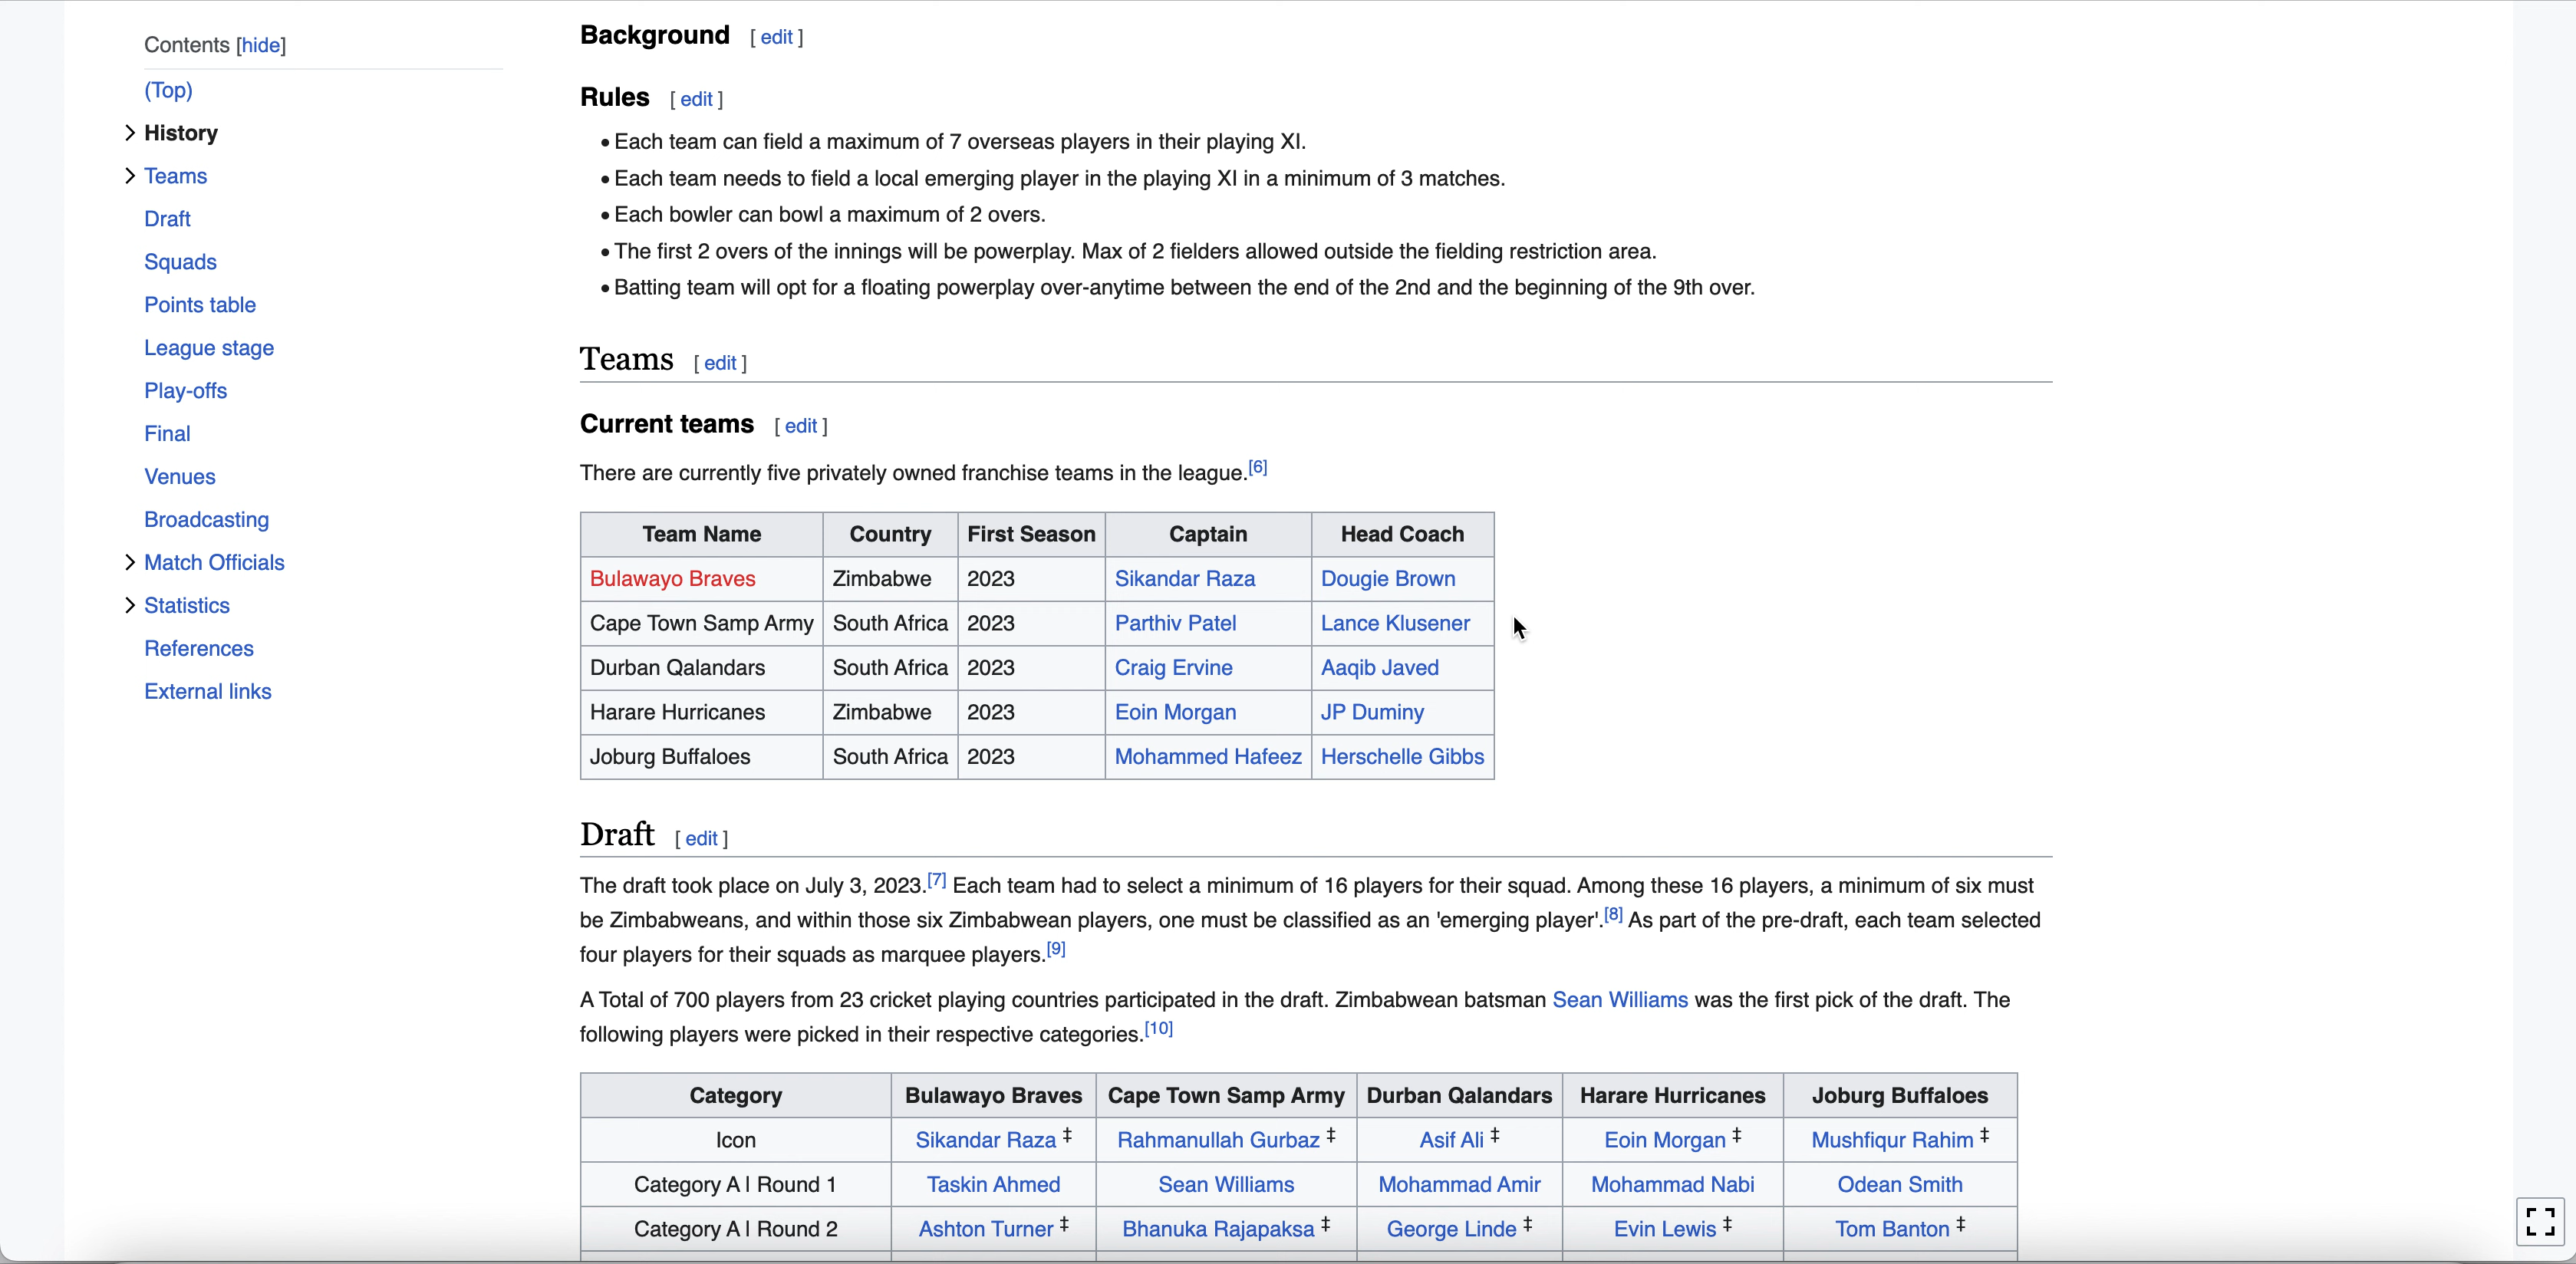 Contents [hide]
(Top)
History
Teams
Draft
Squads
Points table
League stage
Play-offs
Final
Venues
Broadcasting
Match Officials
Statistics
References
External links
Background [ edit ]
Rules [ edit ]
• Each team can field a maximum of 7 overseas players in their playing XI.
• Each team needs to field a local emerging player in the playing XI in a minimum of 3 matches.
• Each bowler can bowl a maximum of 2 overs.
• The first 2 overs of the innings will be powerplay. Max of 2 fielders allowed outside the fielding restriction area.
• Batting team will opt for a floating powerplay over-anytime between the end of the 2nd and the beginning of the 9th over.
Teams [ edit ]
Current teams [ edit ]
There are currently five privately owned franchise teams in the league.[6]
Team Name Country First Season Captain Head Coach
Bulawayo Braves Zimbabwe 2023 Sikandar Raza Dougie Brown
Cape Town Samp Army South Africa 2023 Parthiv Patel Lance Klusener
Durban Qalandars South Africa 2023 Craig Ervine Aaqib Javed
Harare Hurricanes Zimbabwe 2023 Eoin Morgan JP Duminy
Joburg Buffaloes South Africa 2023 Mohammed Hafeez Herschelle Gibbs
Draft [ edit ]
The draft took place on July 3, 2023.[7] Each team had to select a minimum of 16 players for their squad. Among these 16 players, a minimum of six must
be Zimbabweans, and within those six Zimbabwean players, one must be classified as an 'emerging player'.[8] As part of the pre-draft, each team selected
four players for their squads as marquee players.[9]
A Total of 700 players from 23 cricket playing countries participated in the draft. Zimbabwean batsman Sean Williams was the first pick of the draft. The
following players were picked in their respective categories.[10]
Category Bulawayo Braves Cape Town Samp Army Durban Qalandars Harare Hurricanes Joburg Buffaloes
Icon Sikandar Raza ‡ Rahmanullah Gurbaz ‡ Asif Ali ‡ Eoin Morgan ‡ Mushfiqur Rahim ‡
Category A | Round 1 Taskin Ahmed Sean Williams Mohammad Amir Mohammad Nabi Odean Smith
Category A | Round 2 Ashton Turner ‡ Bhanuka Rajapaksa ‡ George Linde ‡ Evin Lewis ‡ Tom Banton ‡